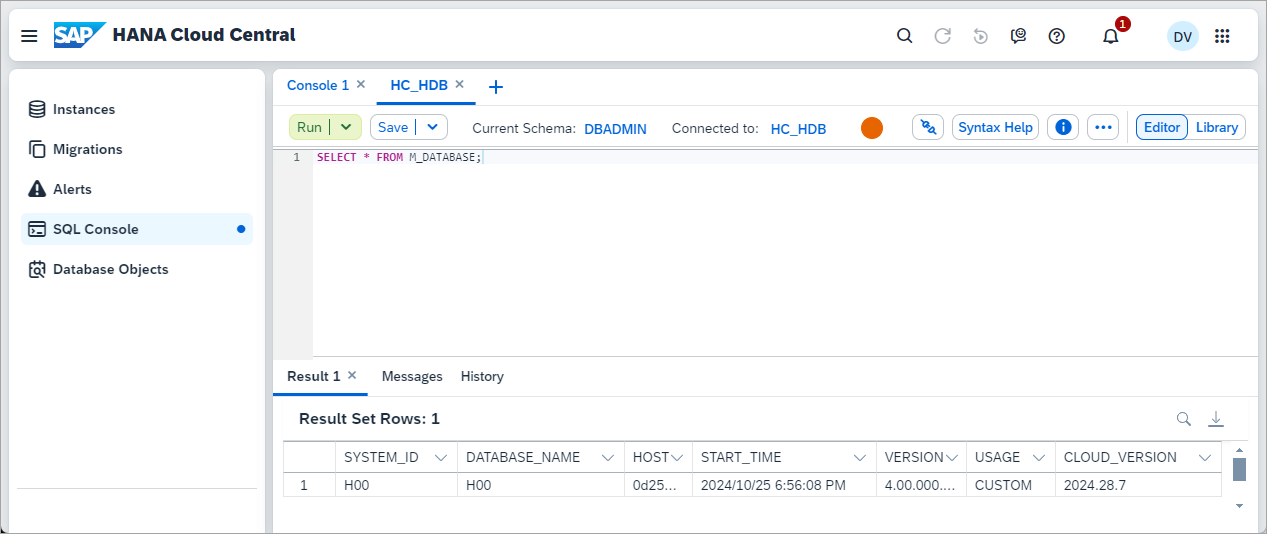 SAP HANA Cloud Central 1 DV
Instances
Migrations
Alerts
SQL Console
Database Objects
Console 1 HC_HDB
Run Save Current Schema: DBADMIN Connected to: HC_HDB Syntax Help Editor Library
1 SELECT * FROM M_DATABASE;
Result 1 Messages History
Result Set Rows: 1
SYSTEM_ID DATABASE_NAME HOST START_TIME VERSION USAGE CLOUD_VERSION
1 H00 H00 0d25... 2024/10/25 6:56:08 PM 4.00.000.... CUSTOM 2024.28.7